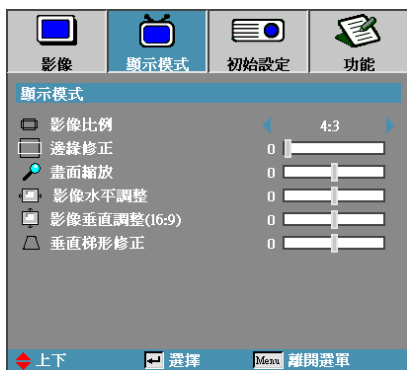 影像 顯示模式 初始設定 功能
顯示模式
影像比例 4:3
邊緣修正 0
畫面縮放 0
影像水平調整 0
影像垂直調整(16:9) 0
垂直梯形修正 0
上下 選擇 Menu 離開選單